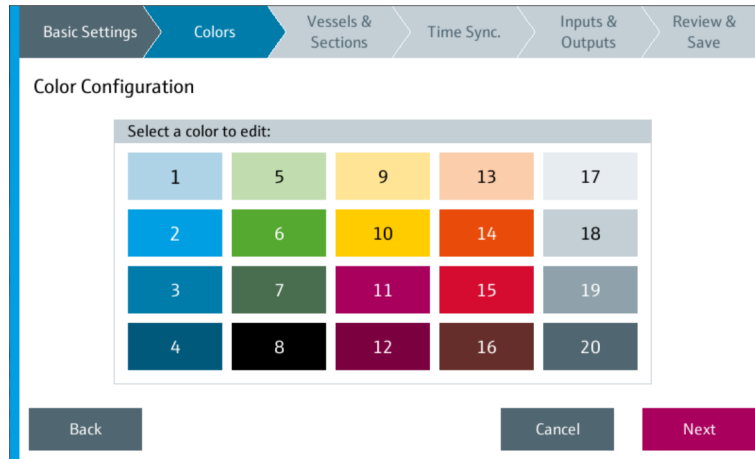 Basic Settings
Colors
Vessels &
Sections
Time Sync.
Inputs &
Outputs
Review &
Save
Color Configuration
Select a color to edit:
1 5 9 13 17
2 6 10 14 18
3 7 11 15 19
4 8 12 16 20
Back Cancel Next